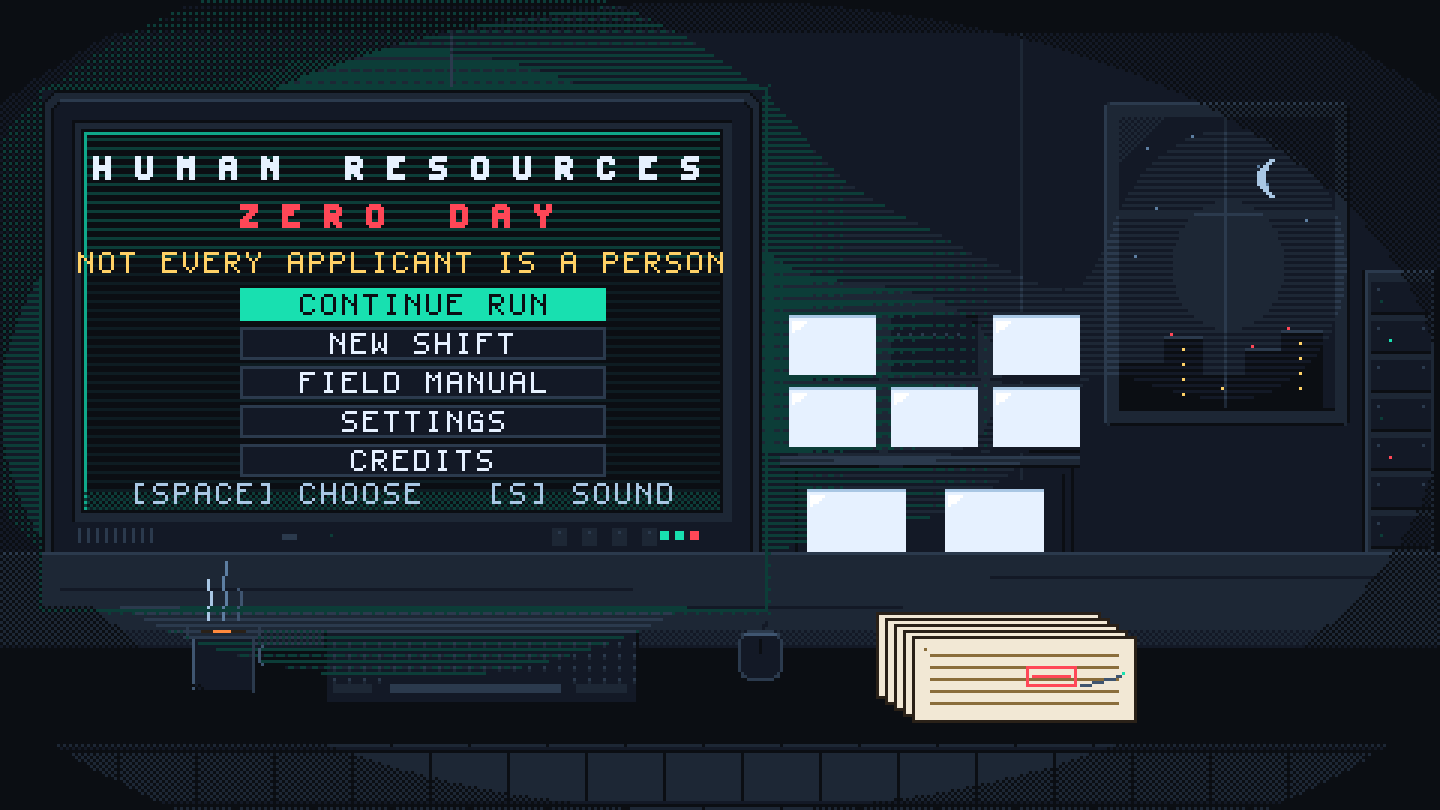 HUMAN RESOURCES
ZERO DAY
NOT EVERY APPLICANT IS A PERSON
CONTINUE RUN
NEW SHIFT
FIELD MANUAL
SETTINGS
CREDITS
[SPACE] CHOOSE [S] SOUND